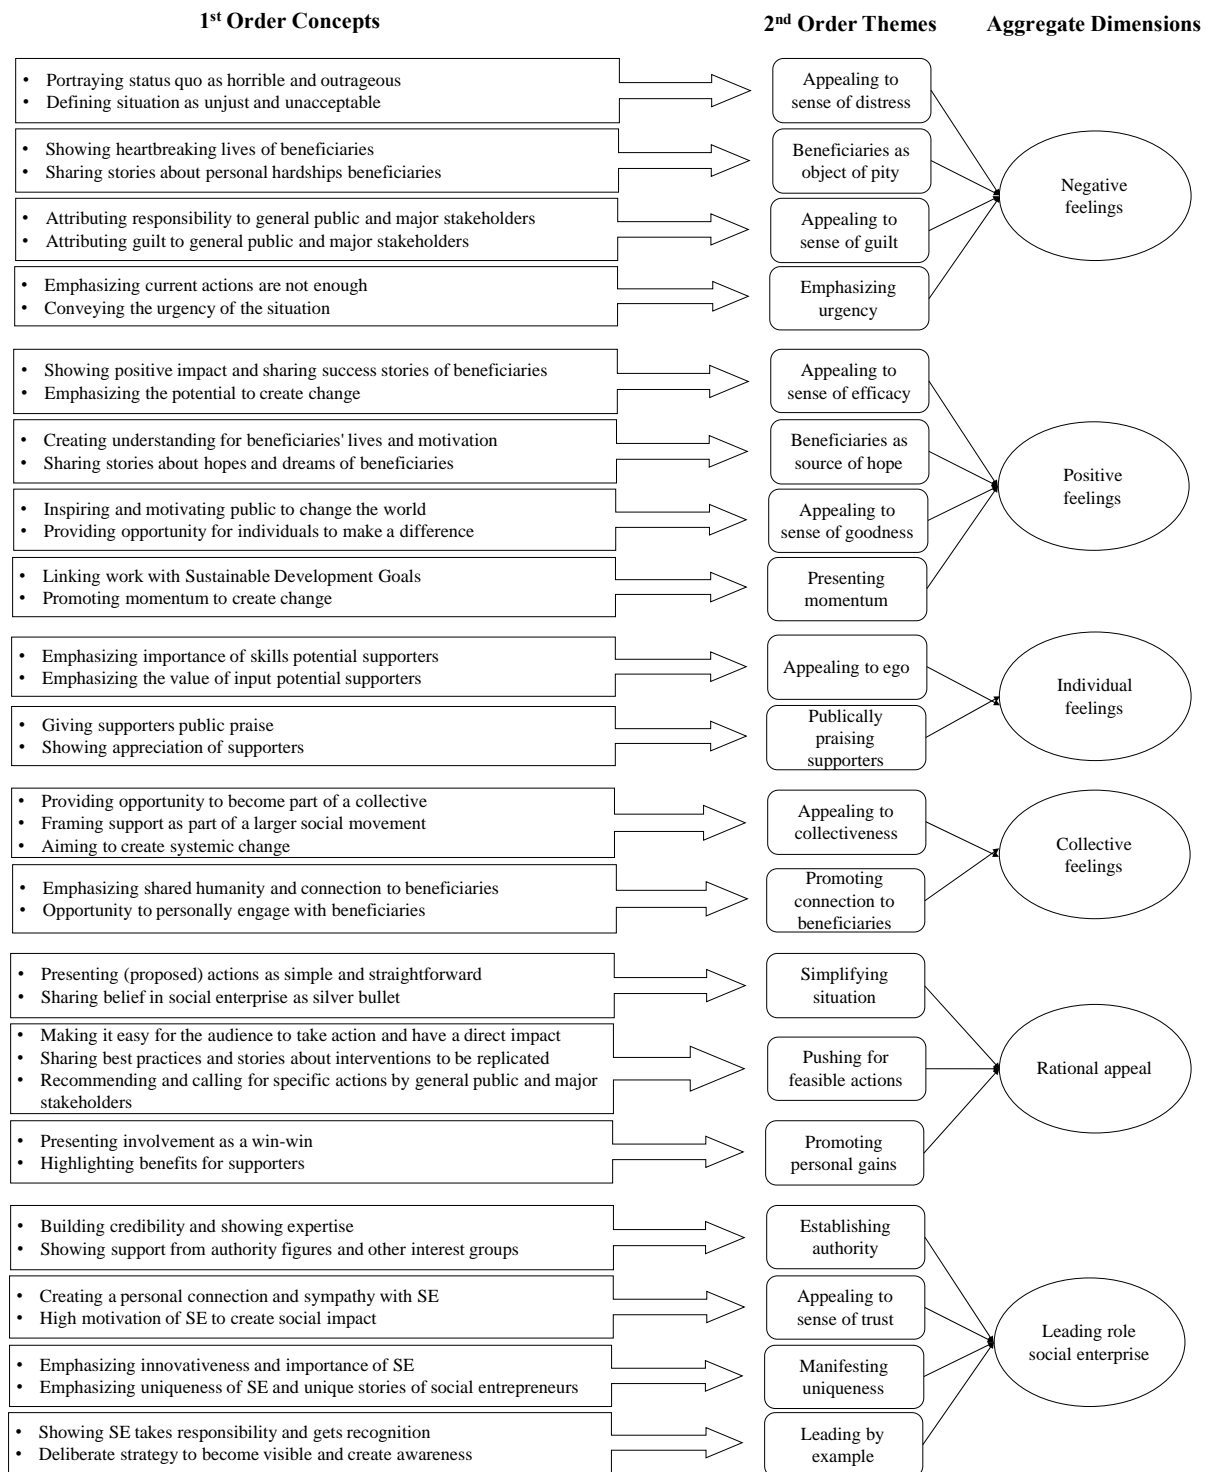 1st Order Concepts
2nd Order Themes
Aggregate Dimensions
• Portraying status quo as horrible and outrageous
• Defining situation as unjust and unacceptable
Appealing to
sense of distress
• Showing heartbreaking lives of beneficiaries
• Sharing stories about personal hardships beneficiaries
Beneficiaries as
object of pity
• Attributing responsibility to general public and major stakeholders
• Attributing guilt to general public and major stakeholders
Appealing to
sense of guilt
• Emphasizing current actions are not enough
• Conveying the urgency of the situation
Emphasizing
urgency
Negative
feelings
• Showing positive impact and sharing success stories of beneficiaries
• Emphasizing the potential to create change
Appealing to
sense of efficacy
• Creating understanding for beneficiaries' lives and motivation
• Sharing stories about hopes and dreams of beneficiaries
Beneficiaries as
source of hope
• Inspiring and motivating public to change the world
• Providing opportunity for individuals to make a difference
Appealing to
sense of goodness
• Linking work with Sustainable Development Goals
• Promoting momentum to create change
Presenting
momentum
Positive
feelings
• Emphasizing importance of skills potential supporters
• Emphasizing the value of input potential supporters
Appealing to ego
• Giving supporters public praise
• Showing appreciation of supporters
Publically
praising
supporters
Individual
feelings
• Providing opportunity to become part of a collective
• Framing support as part of a larger social movement
• Aiming to create systemic change
Appealing to
collectiveness
• Emphasizing shared humanity and connection to beneficiaries
• Opportunity to personally engage with beneficiaries
Promoting
connection to
beneficiaries
Collective
feelings
• Presenting (proposed) actions as simple and straightforward
• Sharing belief in social enterprise as silver bullet
Simplifying
situation
• Making it easy for the audience to take action and have a direct impact
• Sharing best practices and stories about interventions to be replicated
• Recommending and calling for specific actions by general public and major
stakeholders
Pushing for
feasible actions
• Presenting involvement as a win-win
• Highlighting benefits for supporters
Promoting
personal gains
Rational appeal
• Building credibility and showing expertise
• Showing support from authority figures and other interest groups
Establishing
authority
• Creating a personal connection and sympathy with SE
• High motivation of SE to create social impact
Appealing to
sense of trust
• Emphasizing innovativeness and importance of SE
• Emphasizing uniqueness of SE and unique stories of social entrepreneurs
Manifesting
uniqueness
• Showing SE takes responsibility and gets recognition
• Deliberate strategy to become visible and create awareness
Leading by
example
Leading role
social enterprise